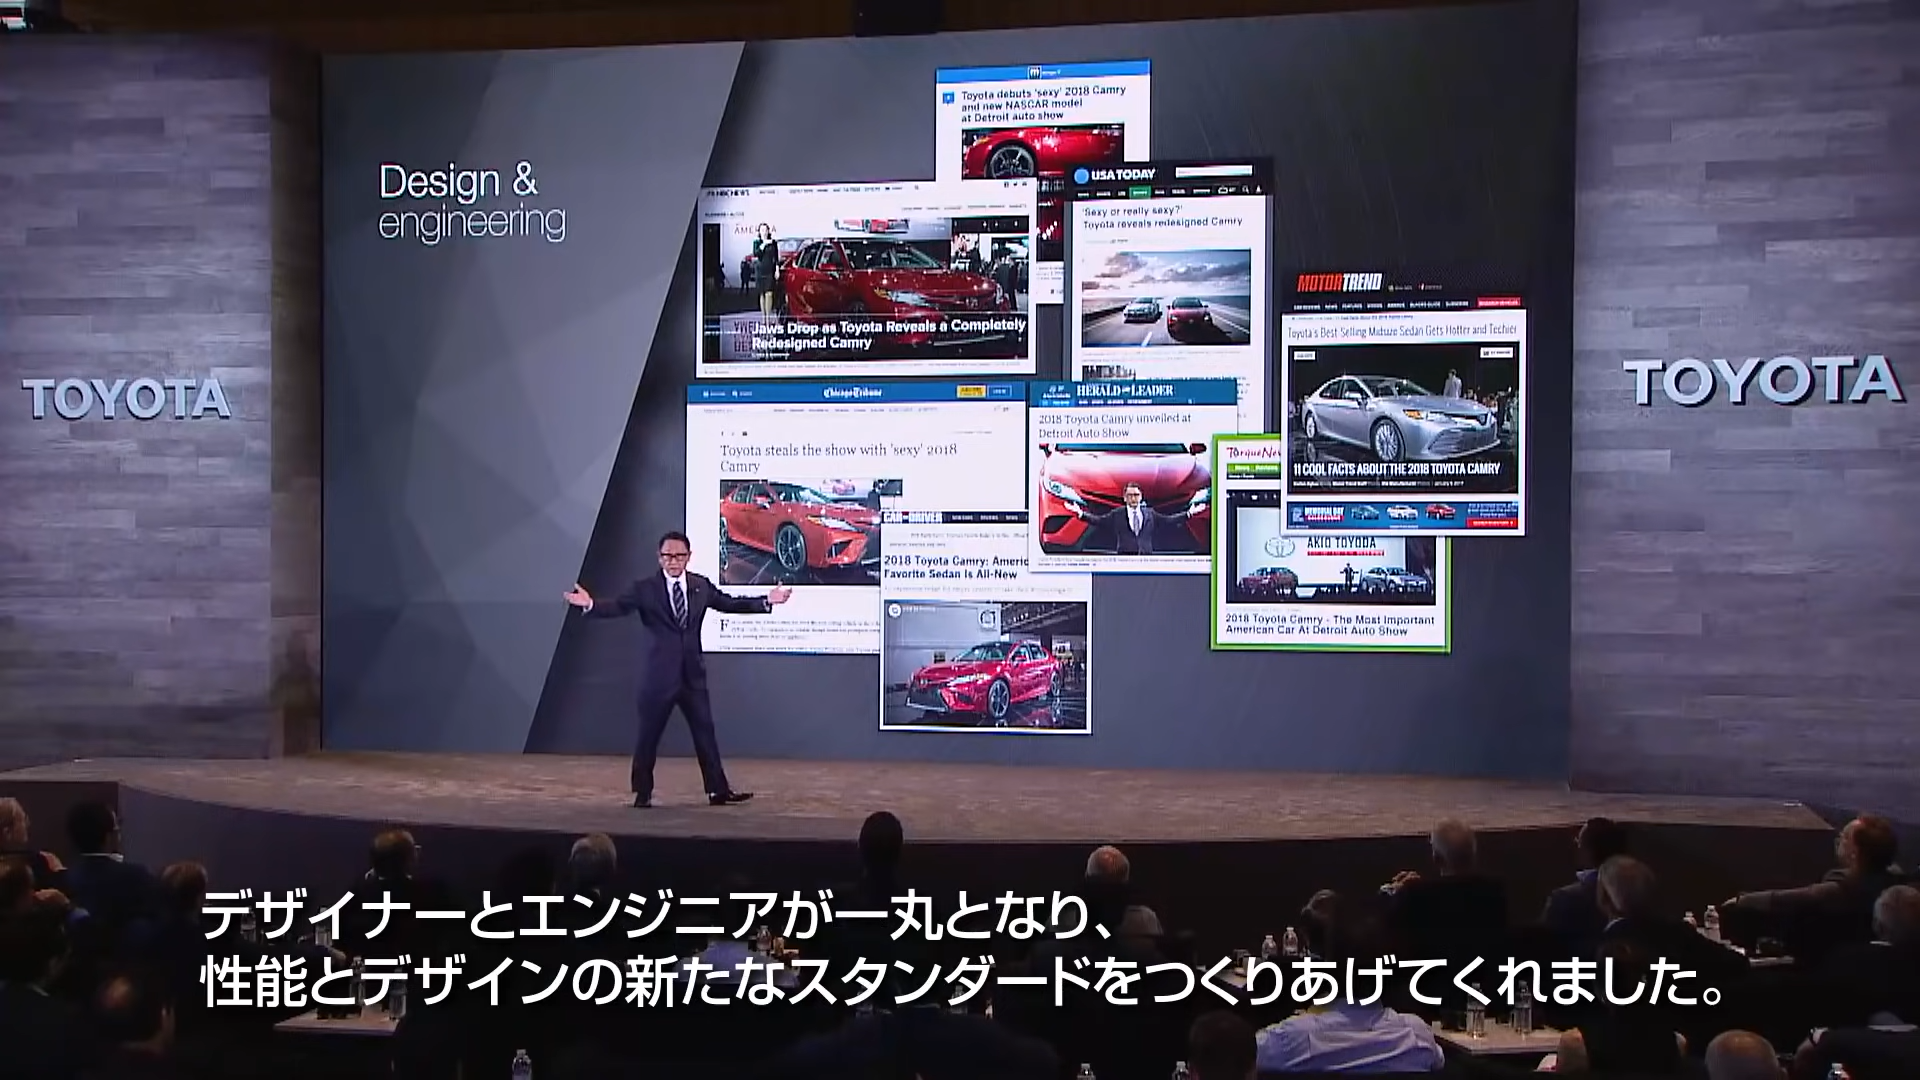 Design &
engineering
TOYOTA
TOYOTA
Toyota debuts 'sexy' 2018 Camry
and new NASCAR model
at Detroit auto show
USA TODAY
'Sexy or really sexy?'
Toyota reveals redesigned Camry
Jaws Drop as Toyota Reveals a Completely
Redesigned Camry
MOTORTREND
Toyota's Best-Selling Midsize Sedan Gets Hotter and Techier
11 COOL FACTS ABOUT THE 2018 TOYOTA CAMRY
Chicago Tribune
Toyota steals the show with 'sexy' 2018
Camry
HERALD LEADER
2018 Toyota Camry unveiled at
Detroit Auto Show
CAR DRIVER
2018 Toyota Camry: Americ
Favorite Sedan Is All-New
Torque New
AKIO TOYODA
2018 Toyota Camry - The Most Important
American Car At Detroit Auto Show
デザイナーとエンジニアが一丸となり、
性能とデザインの新たなスタンダードをつくりあげてくれました。